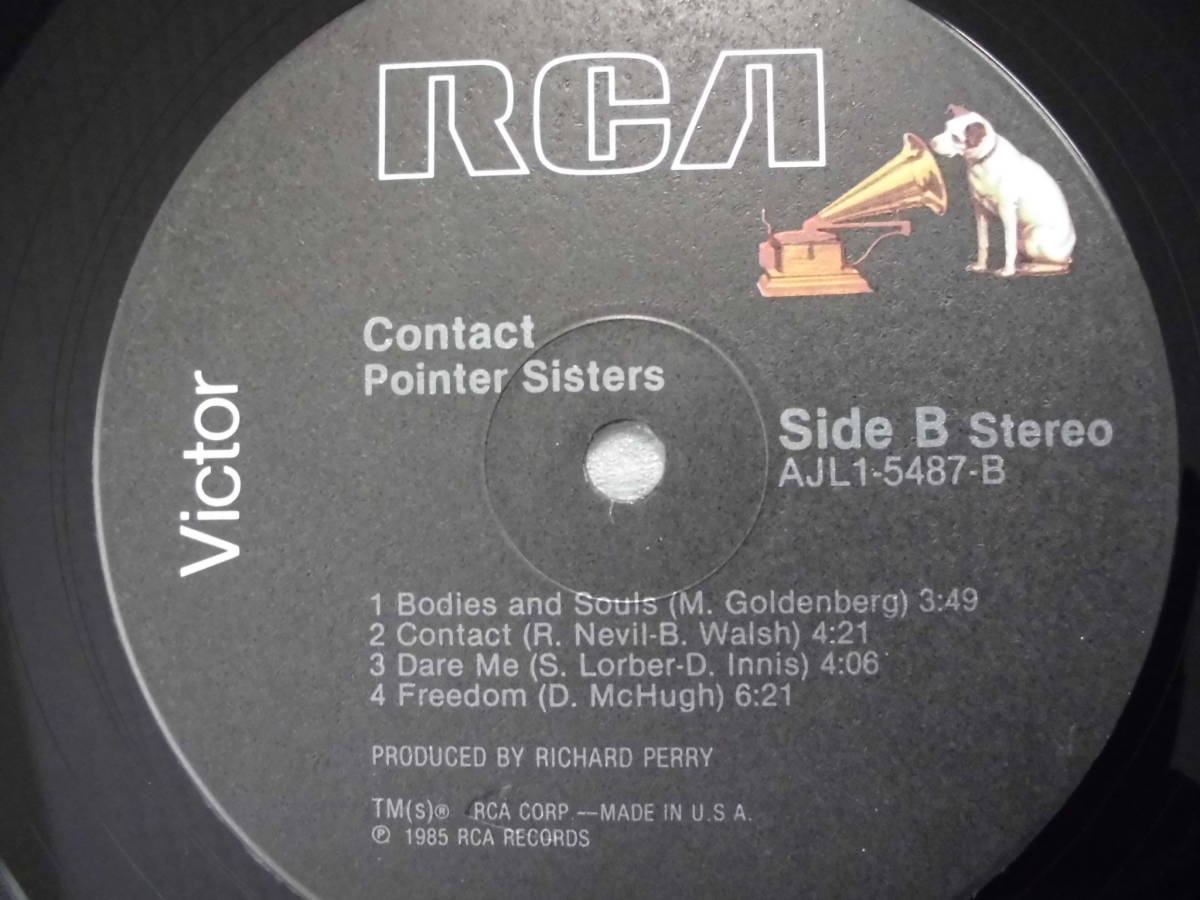 RCA
Victor
Contact
Pointer Sisters
Side B Stereo
AJL1-5487-B
1 Bodies and Souls (M. Goldenberg) 3:49
2 Contact (R. Nevil-B. Walsh) 4:21
3 Dare Me (S. Lorber-D. Innis) 4:06
4 Freedom (D. McHugh) 6:21
PRODUCED BY RICHARD PERRY
TM(s)® RCA CORP.—MADE IN U.S.A.
℗ 1985 RCA RECORDS